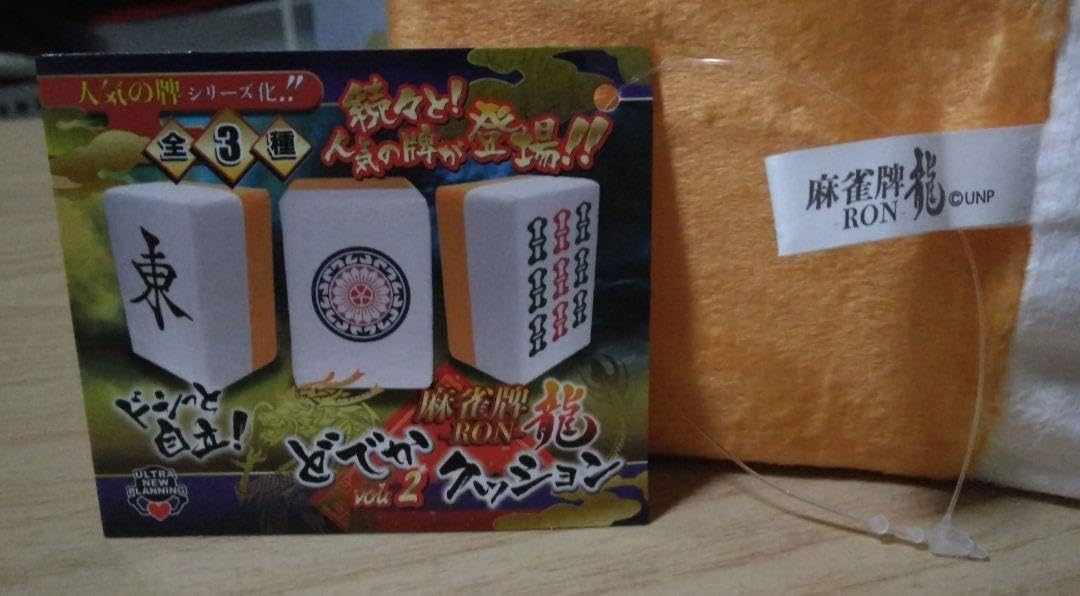 人気の牌シリーズ化!!
全3種
続々と!
人気の牌が登場!!
東
ドドーンと
自立!
麻雀牌
-RON-龍
どでか
vol.2クッション
ULTRA
NEW
PLANNING
麻雀牌
-RON-龍©UNP